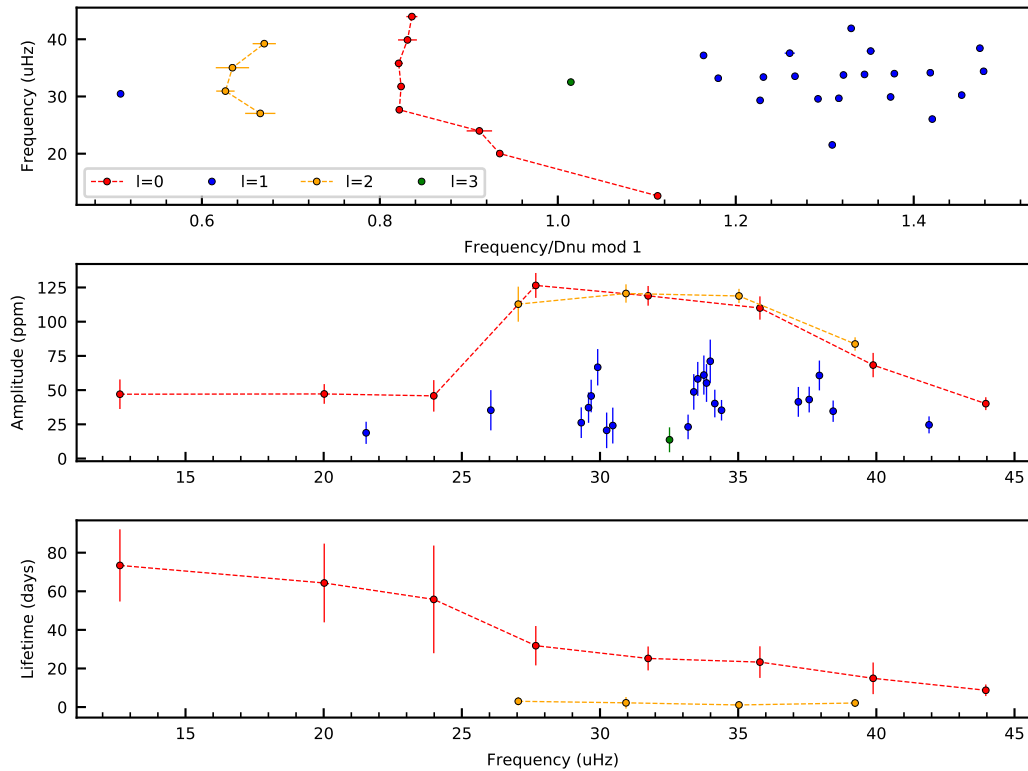 Frequency (uHz)
40
30
20
l=0 l=1 l=2 l=3
0.6 0.8 1.0 1.2 1.4
Frequency/Dnu mod 1
Amplitude (ppm)
125
100
75
50
25
0
15 20 25 30 35 40 45
Lifetime (days)
80
60
40
20
0
15 20 25 30 35 40 45
Frequency (uHz)